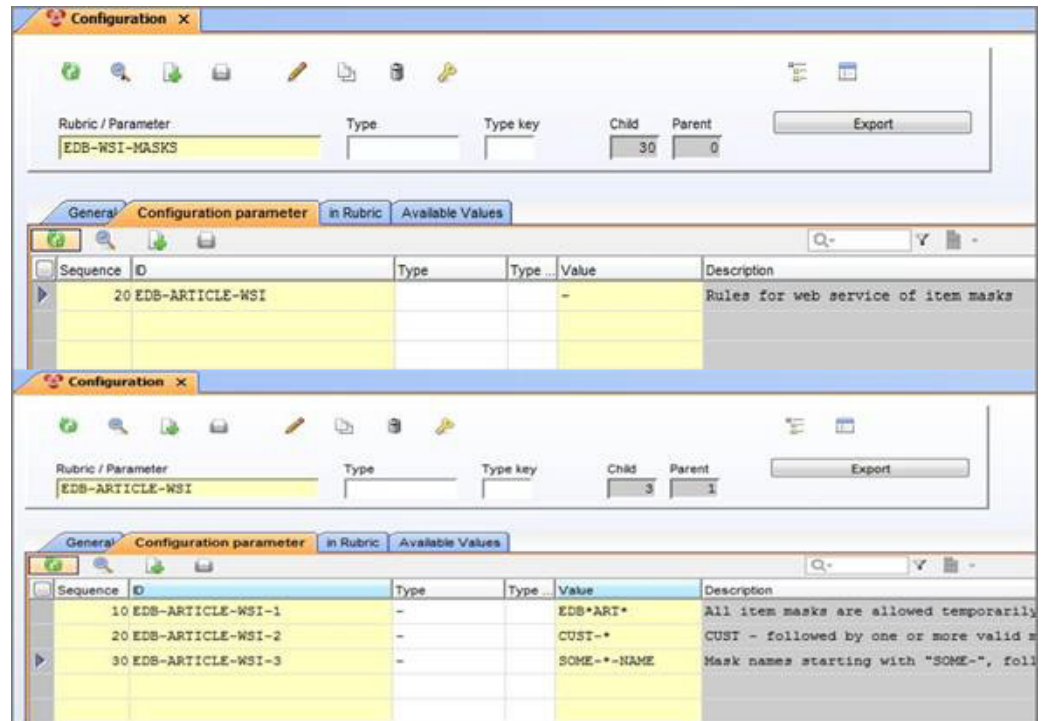 Configuration ×
Rubric / Parameter Type Type key Child Parent Export
EDB-WSI-MASKS 30 0
General Configuration parameter in Rubric Available Values
Sequence ID Type Type ... Value Description
20 EDB-ARTICLE-WSI - Rules for web service of item masks
Configuration ×
Rubric / Parameter Type Type key Child Parent Export
EDB-ARTICLE-WSI 3 1
General Configuration parameter in Rubric Available Values
Sequence ID Type Type ... Value Description
10 EDB-ARTICLE-WSI-1 - EDB*ART* All item masks are allowed temporarily
20 EDB-ARTICLE-WSI-2 - CUST-* CUST - followed by one or more valid m
30 EDB-ARTICLE-WSI-3 - SOME-*-NAME Mask names starting with "SOME-", foll